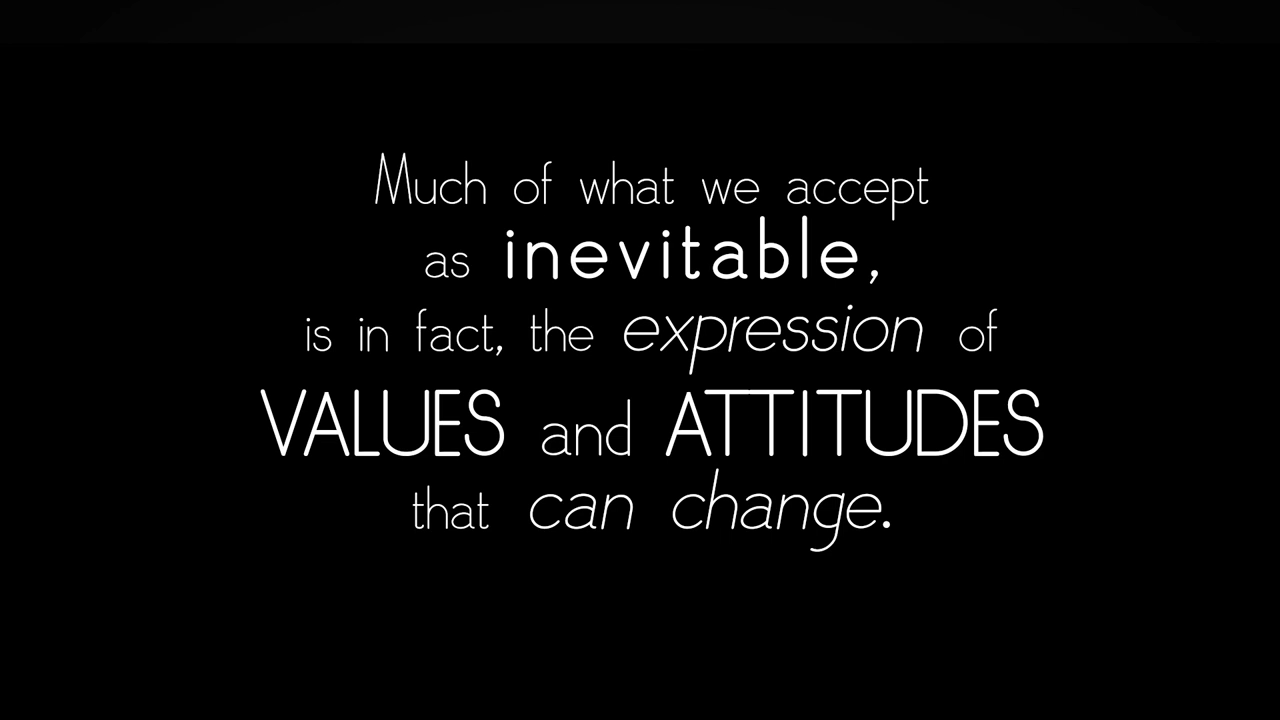 Much of what we accept
as inevitable,
is in fact, the expression of
VALUES and ATTITUDES
that can change.